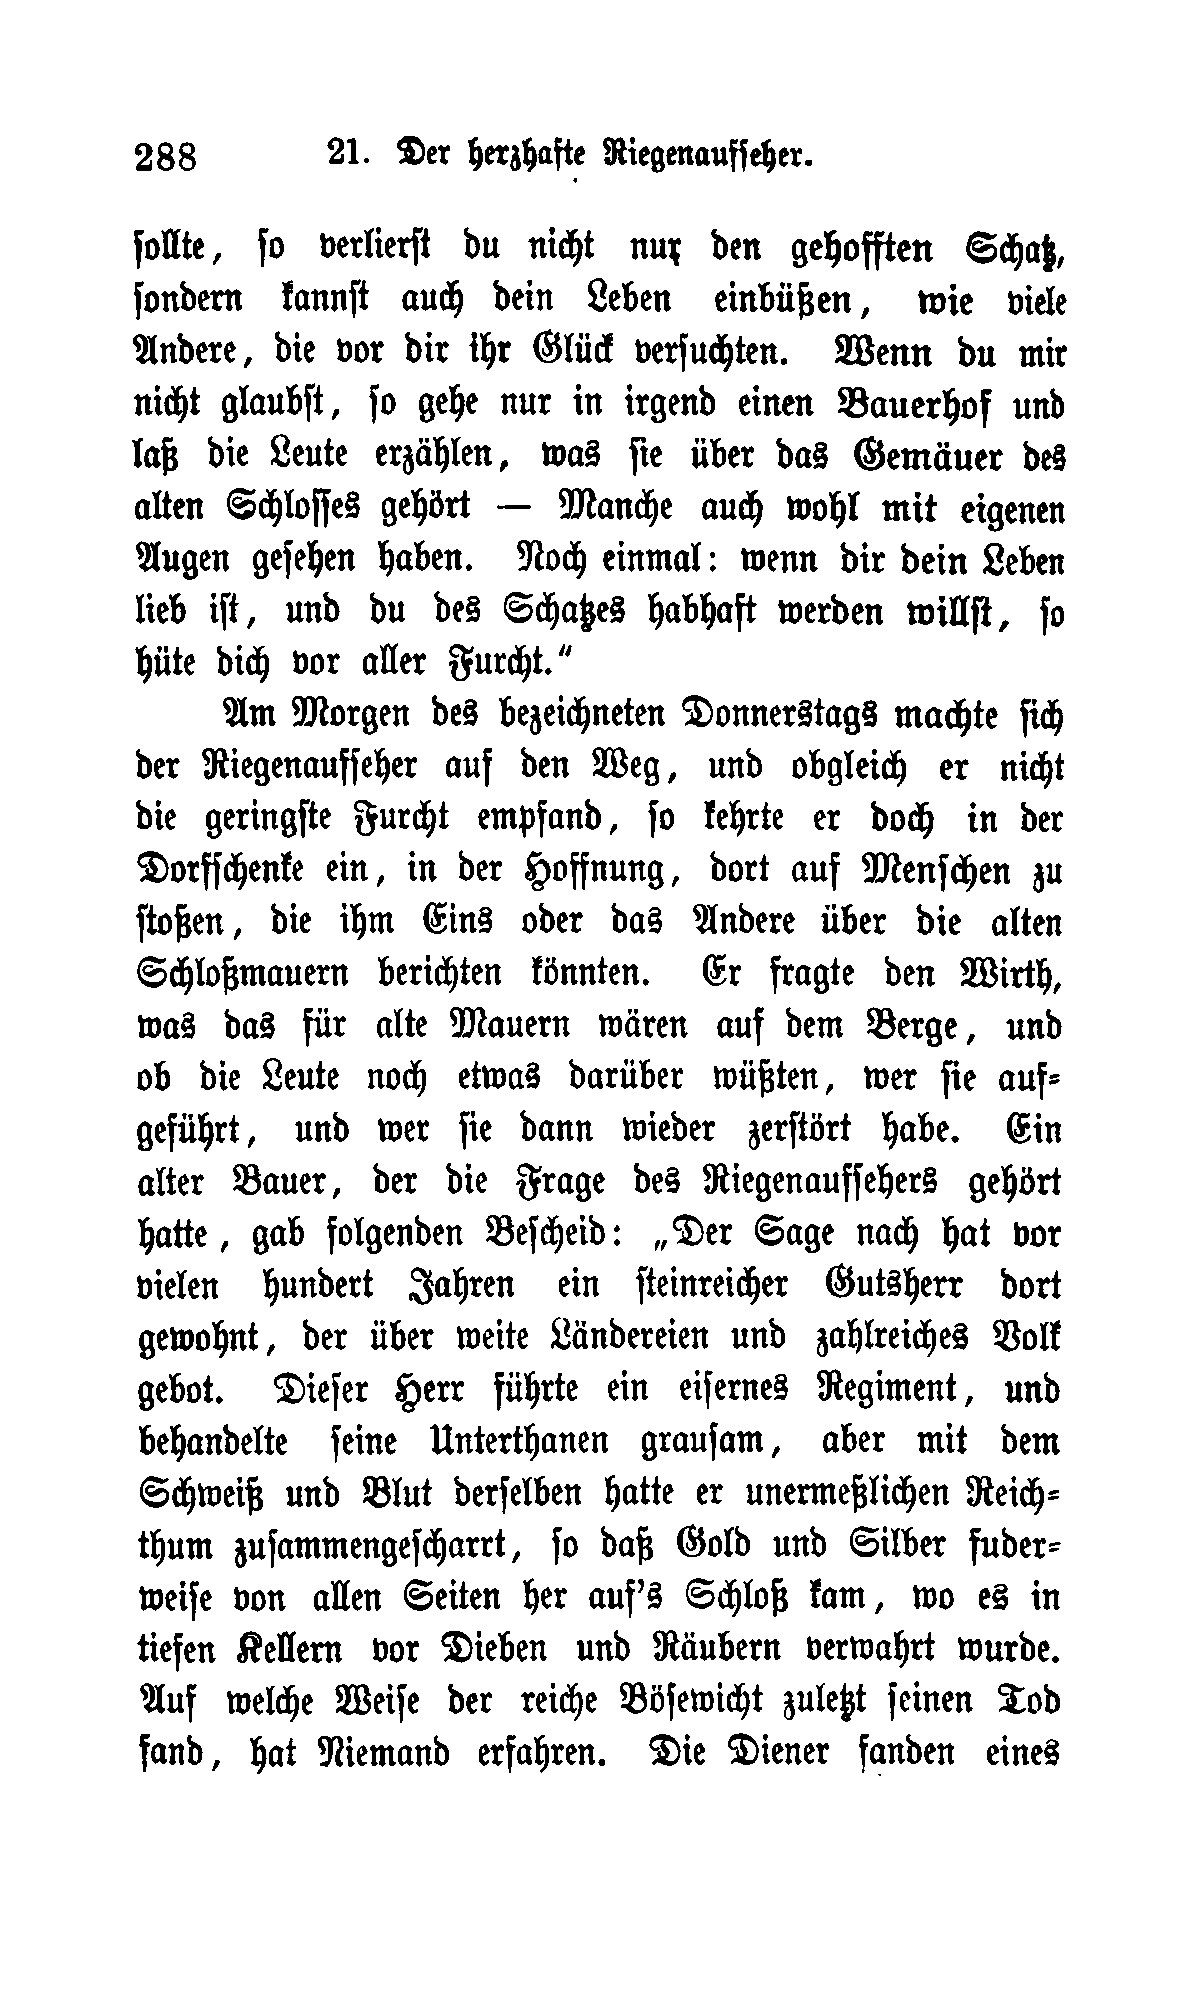 288 21. Der herzhafte Riegenaufseher.
sollte, so verlierst du nicht nur den gehofften Schatz,
sondern kannst auch dein Leben einbüßen, wie viele
Andere, die vor dir ihr Glück versuchten. Wenn du mir
nicht glaubst, so gehe nur in irgend einen Bauerhof und
laß die Leute erzählen, was sie über das Gemäuer des
alten Schlosses gehört — Manche auch wohl mit eigenen
Augen gesehen haben. Noch einmal: wenn dir dein Leben
lieb ist, und du des Schatzes habhaft werden willst, so
hüte dich vor aller Furcht."
Am Morgen des bezeichneten Donnerstags machte sich
der Riegenaufseher auf den Weg, und obgleich er nicht
die geringste Furcht empfand, so kehrte er doch in der
Dorfschenke ein, in der Hoffnung, dort auf Menschen zu
stoßen, die ihm Eins oder das Andere über die alten
Schloßmauern berichten könnten. Er fragte den Wirth,
was das für alte Mauern wären auf dem Berge, und
ob die Leute noch etwas darüber wüßten, wer sie auf-
geführt, und wer sie dann wieder zerstört habe. Ein
alter Bauer, der die Frage des Riegenaufsehers gehört
hatte, gab folgenden Bescheid: „Der Sage nach hat vor
vielen hundert Jahren ein steinreicher Gutsherr dort
gewohnt, der über weite Ländereien und zahlreiches Volk
gebot. Dieser Herr führte ein eisernes Regiment, und
behandelte seine Unterthanen grausam, aber mit dem
Schweiß und Blut derselben hatte er unermeßlichen Reich-
thum zusammengescharrt, so daß Gold und Silber fuder-
weise von allen Seiten her auf's Schloß kam, wo es in
tiefen Kellern vor Dieben und Räubern verwahrt wurde.
Auf welche Weise der reiche Bösewicht zuletzt seinen Tod
fand, hat Niemand erfahren. Die Diener fanden eines